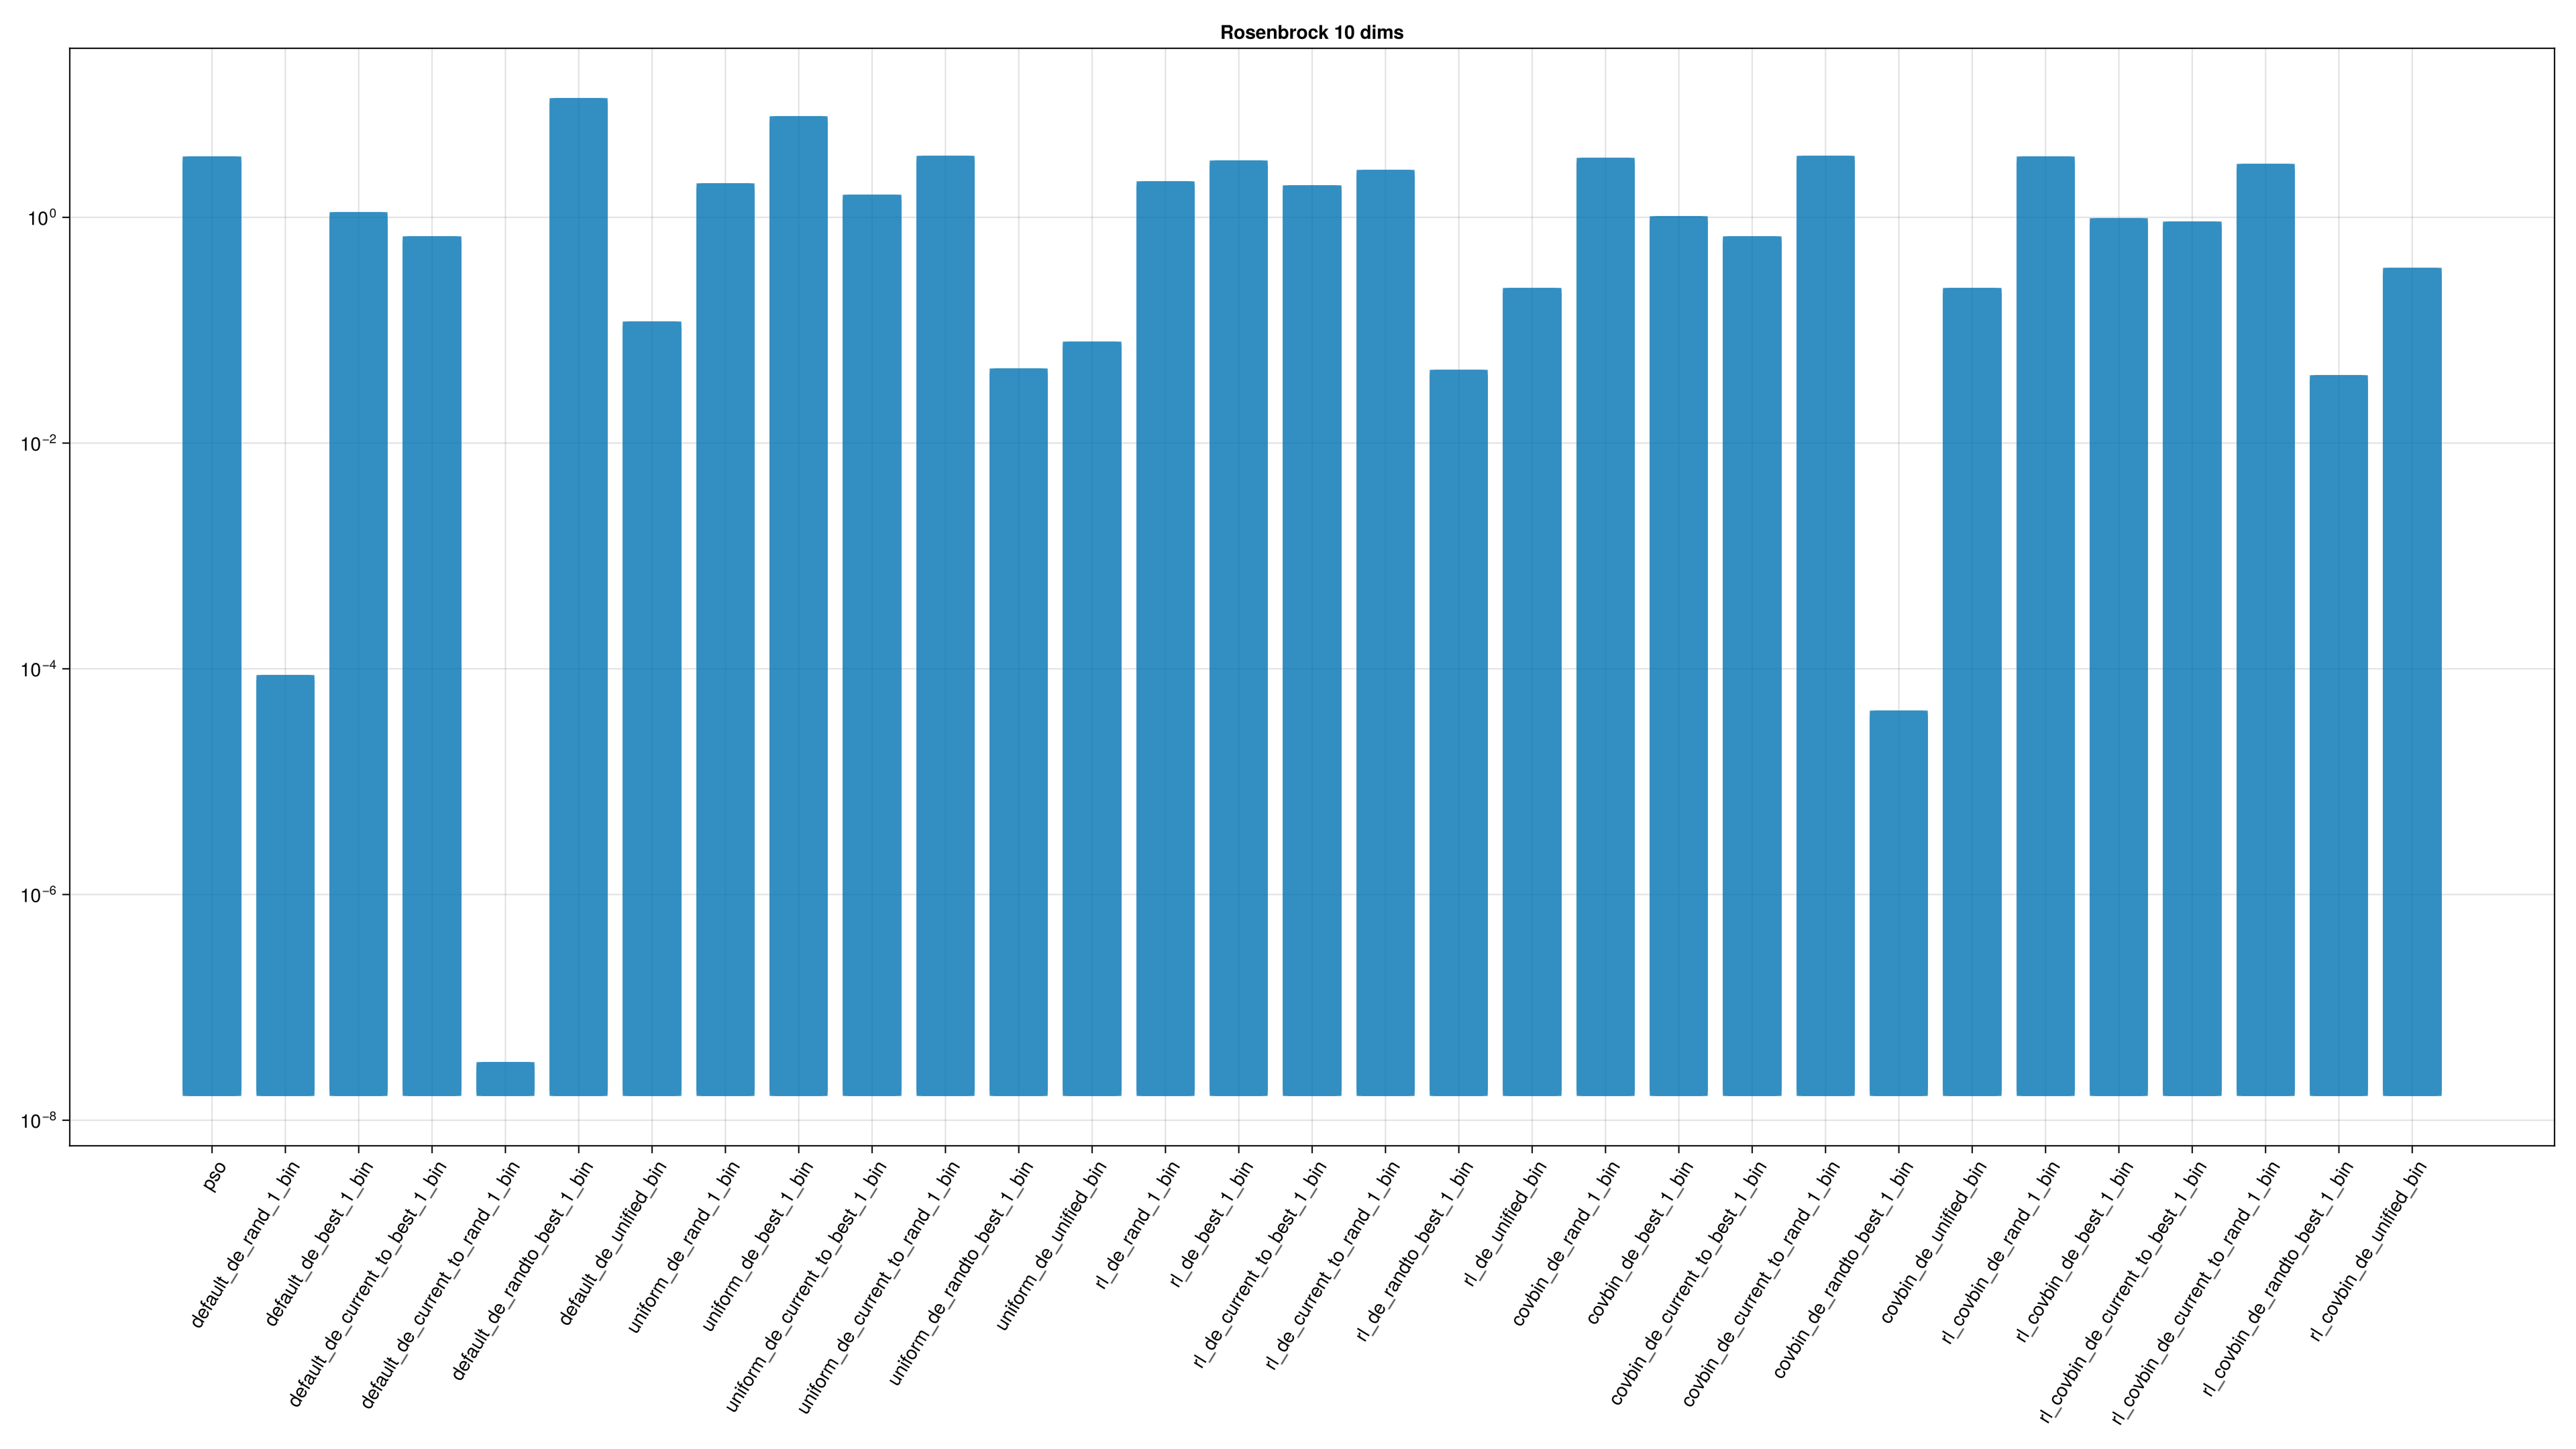 Rosenbrock 10 dims
10⁰
10⁻²
10⁻⁴
10⁻⁶
10⁻⁸
pso
default_de_rand_1_bin
default_de_best_1_bin
default_de_current_to_best_1_bin
default_de_current_to_rand_1_bin
default_de_randto_best_1_bin
default_de_unified_bin
uniform_de_rand_1_bin
uniform_de_best_1_bin
uniform_de_current_to_best_1_bin
uniform_de_current_to_rand_1_bin
uniform_de_randto_best_1_bin
uniform_de_unified_bin
rl_de_rand_1_bin
rl_de_best_1_bin
rl_de_current_to_best_1_bin
rl_de_current_to_rand_1_bin
rl_de_randto_best_1_bin
rl_de_unified_bin
covbin_de_rand_1_bin
covbin_de_best_1_bin
covbin_de_current_to_best_1_bin
covbin_de_current_to_rand_1_bin
covbin_de_randto_best_1_bin
covbin_de_unified_bin
rl_covbin_de_rand_1_bin
rl_covbin_de_best_1_bin
rl_covbin_de_current_to_best_1_bin
rl_covbin_de_current_to_rand_1_bin
rl_covbin_de_randto_best_1_bin
rl_covbin_de_unified_bin